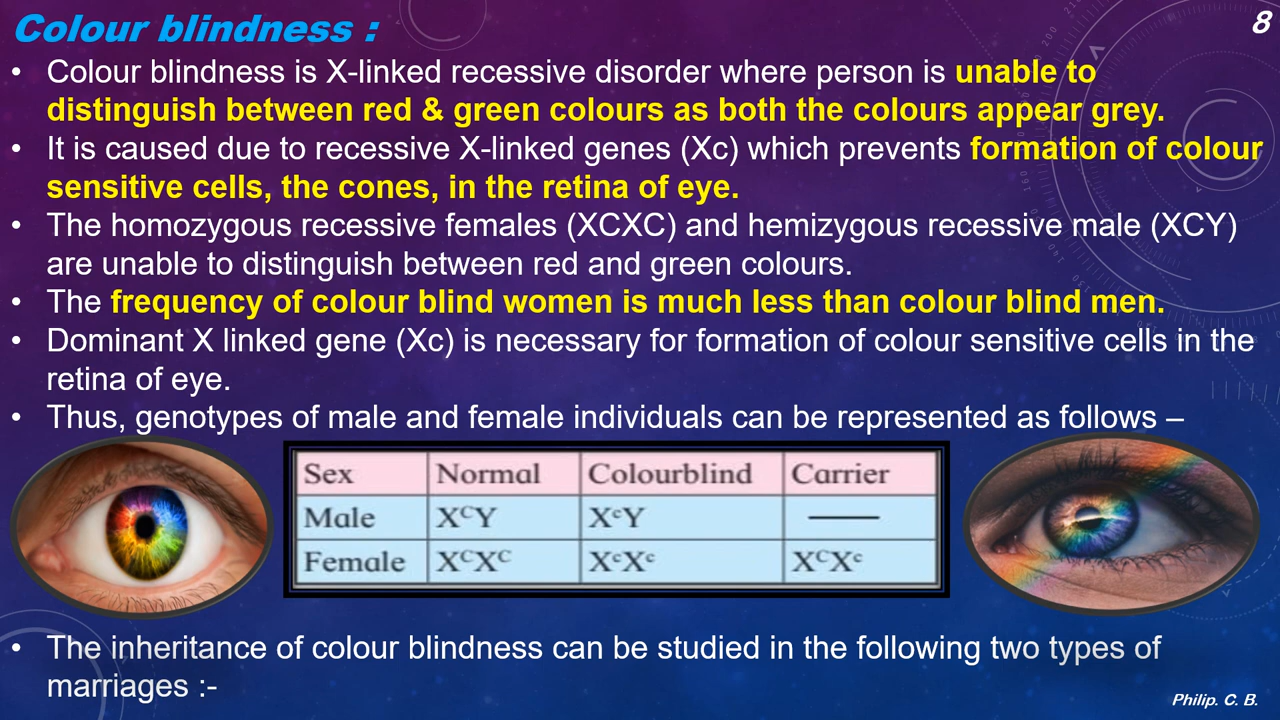 Colour blindness :
8
• Colour blindness is X-linked recessive disorder where person is unable to
distinguish between red & green colours as both the colours appear grey.
• It is caused due to recessive X-linked genes (Xc) which prevents formation of colour
sensitive cells, the cones, in the retina of eye.
• The homozygous recessive females (XCXC) and hemizygous recessive male (XCY)
are unable to distinguish between red and green colours.
• The frequency of colour blind women is much less than colour blind men.
• Dominant X linked gene (Xc) is necessary for formation of colour sensitive cells in the
retina of eye.
• Thus, genotypes of male and female individuals can be represented as follows –
Sex Normal Colourblind Carrier
Male XᶜY XᶜY —
Female XᶜXᶜ XᶜXᶜ XᶜXᶜ
• The inheritance of colour blindness can be studied in the following two types of
marriages :-
Philip. C. B.